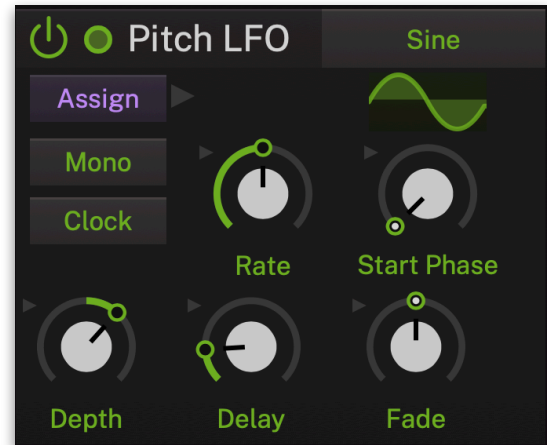 Pitch LFO
Sine
Assign
Mono
Clock
Rate
Start Phase
Depth
Delay
Fade